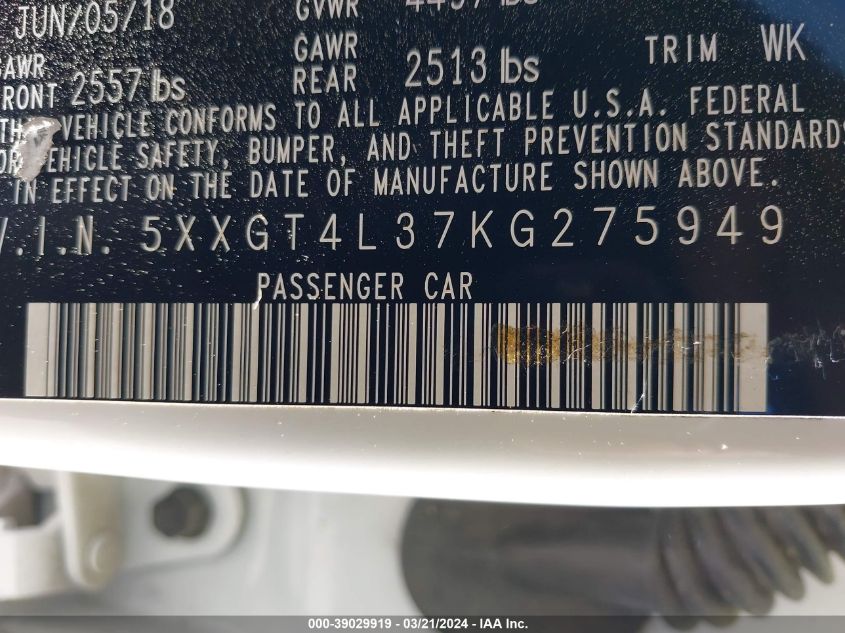 JUN/05/18 GVWR lbs
GAWR GAWR TRIM WK
FRONT 2557 lbs REAR 2513 lbs
VEHICLE CONFORMS TO ALL APPLICABLE U.S.A. FEDERAL
VEHICLE SAFETY, BUMPER, AND THEFT PREVENTION STANDARDS
IN EFFECT ON THE DATE OF MANUFACTURE SHOWN ABOVE.
V.I.N. 5XXGT4L37KG275949
PASSENGER CAR
000-39029919 - 03/21/2024 - IAA Inc.